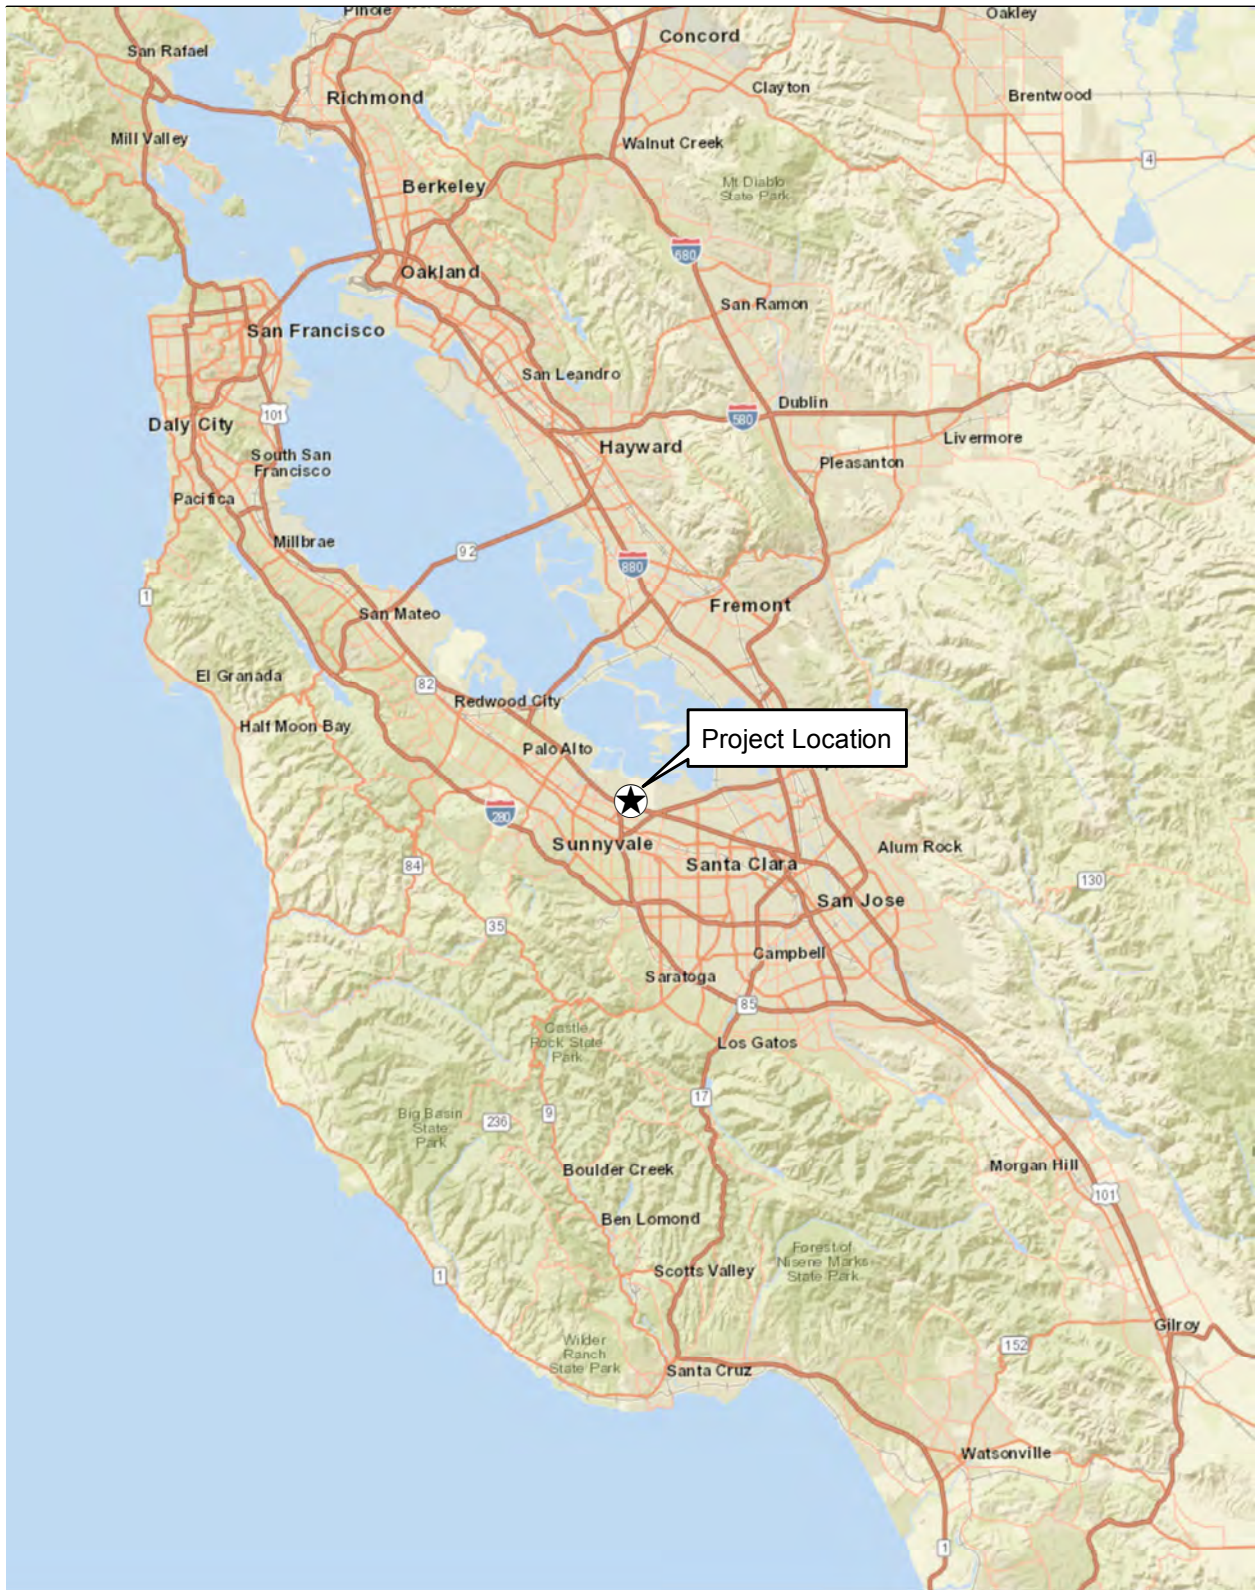 Pinole
Oakley
Concord
San Rafael
Clayton
Richmond
Brentwood
Mill Valley
Walnut Creek
4
Berkeley
Mt Diablo
State Park
680
Oakland
San Ramon
San Francisco
San Leandro
101
580
Dublin
Daly City
Livermore
Hayward
South San
Francisco
Pleasanton
Pacifica
Millbrae
92
880
1
San Mateo
Fremont
El Granada
82
Redwood City
Half Moon Bay
Palo Alto
Project Location
280
Sunnyvale
Alum Rock
84
Santa Clara
130
San Jose
35
Campbell
Saratoga
85
Castle
Rock State
Park
Los Gatos
17
Big Basin
State
Park
236
9
Boulder Creek
Morgan Hill
101
Ben Lomond
Forest of
Nisene Marks
State Park
1
Scotts Valley
Gilroy
152
Wilder
Ranch
State Park
Santa Cruz
Watsonville
1